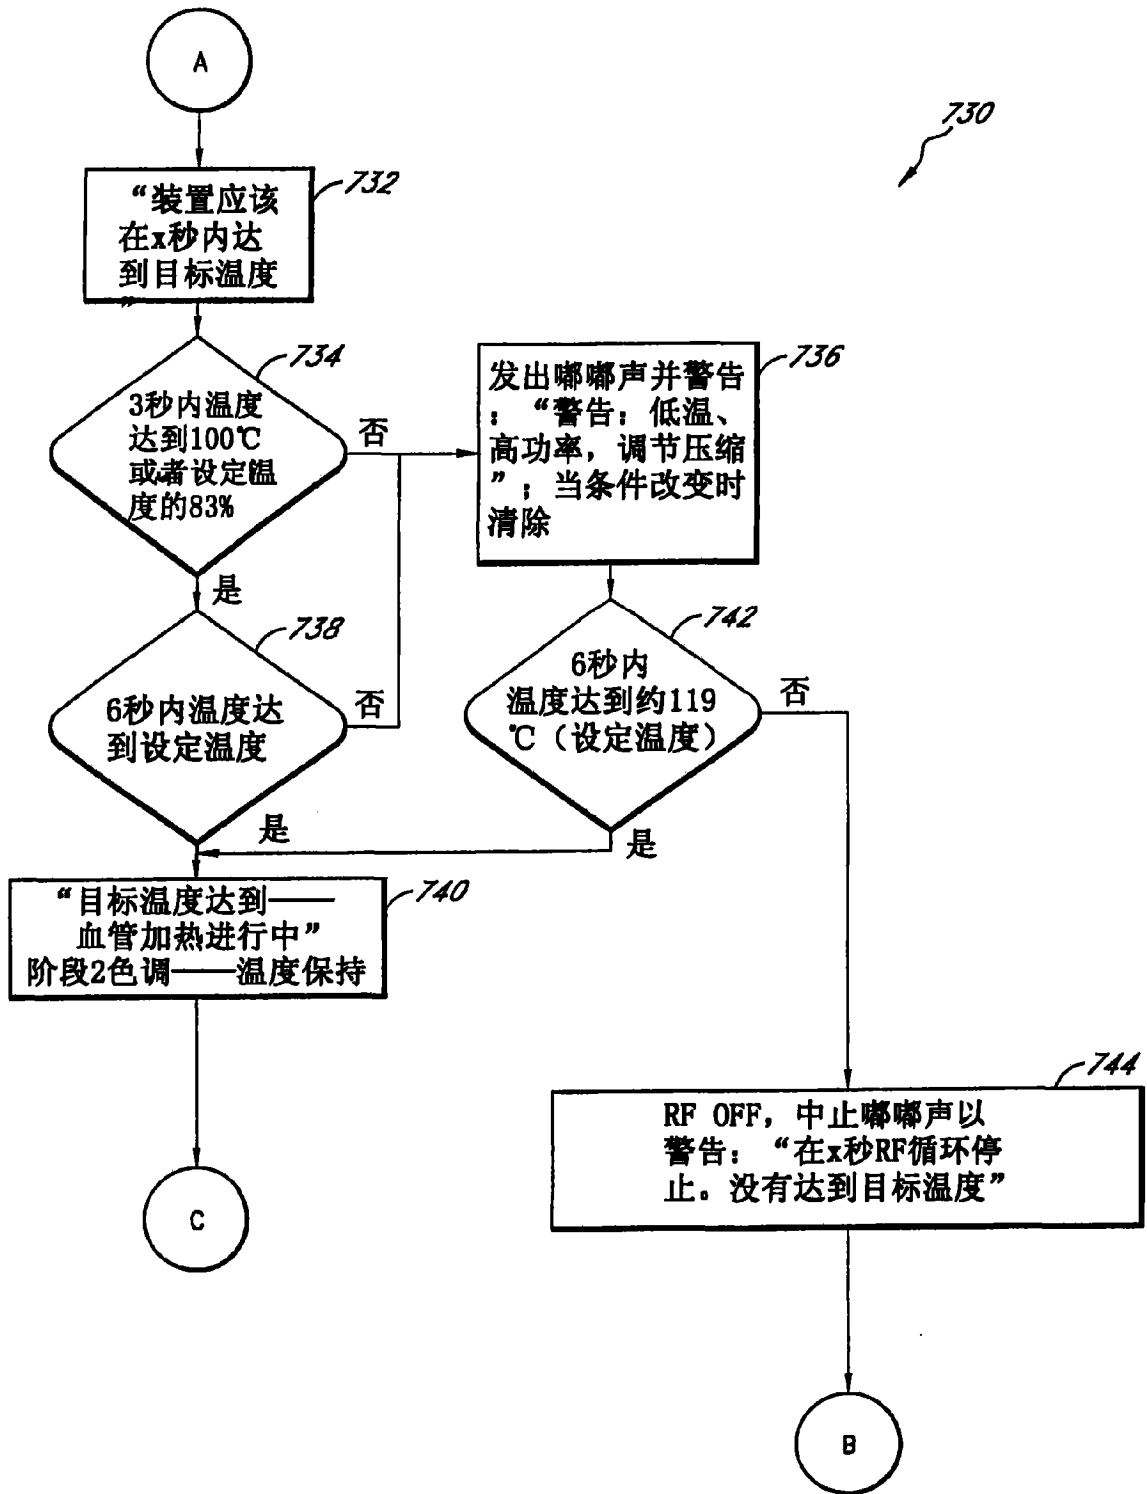 A
730
732
“装置应该
在x秒内达
到目标温度
”
734
3秒内温度
达到100℃
或者设定温
度的83%
否
是
736
发出嘟嘟声并警告
：“警告：低温、
高功率，调节压缩
”；当条件改变时
清除
738
6秒内温度达
到设定温度
否
是
742
6秒内
温度达到约119
℃（设定温度）
否
是
740
“目标温度达到——
血管加热进行中”
阶段2色调——温度保持
744
RF OFF，中止嘟嘟声以
警告：“在x秒RF循环停
止。没有达到目标温度”
C
B